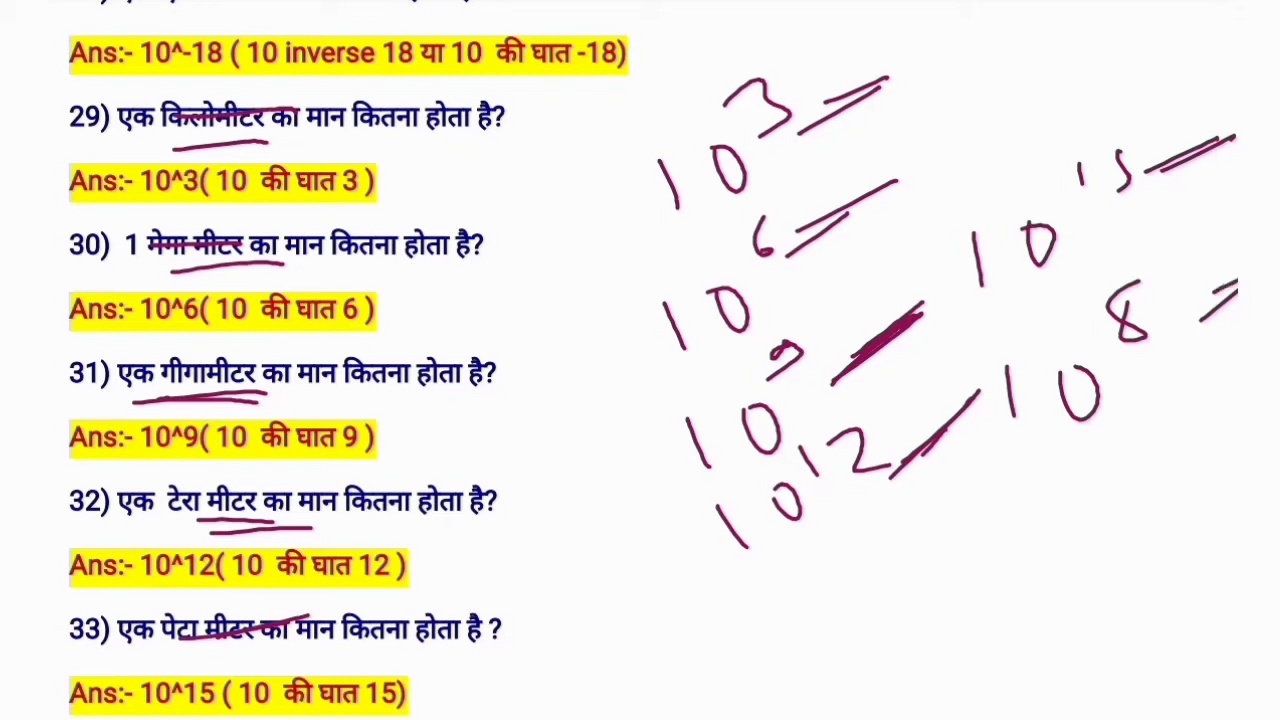 Ans:- 10^-18 ( 10 inverse 18 या 10 की घात -18)
29) एक किलोमीटर का मान कितना होता है?
Ans:- 10^3( 10 की घात 3 )
30) 1 मेगा मीटर का मान कितना होता है?
Ans:- 10^6( 10 की घात 6 )
31) एक गीगामीटर का मान कितना होता है?
Ans:- 10^9( 10 की घात 9 )
32) एक टेरा मीटर का मान कितना होता है?
Ans:- 10^12( 10 की घात 12 )
33) एक पेटा मीटर का मान कितना होता है ?
Ans:- 10^15 ( 10 की घात 15)
10^3
10^6
10^9
10^12
10^15
10^8